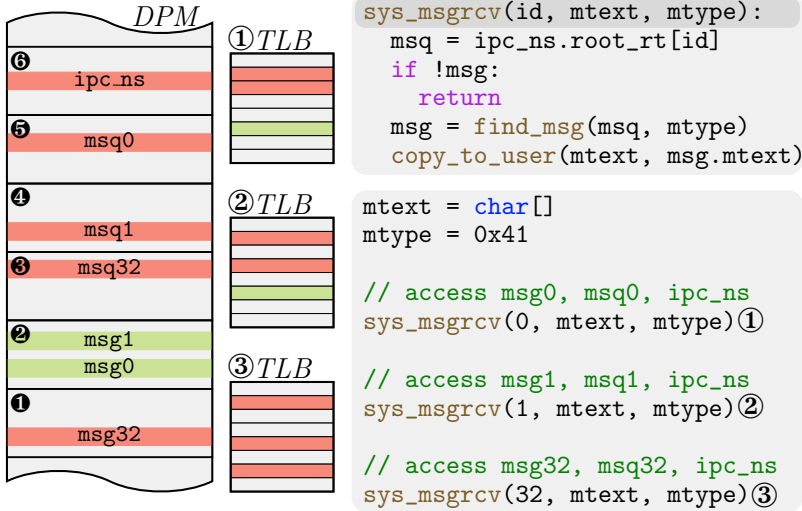 DPM
❻
ipc_ns
❺
msq0
❹
msq1
❸
msq32
❷
msg1
msg0
❶
msg32
①TLB
②TLB
③TLB
sys_msgrcv(id, mtext, mtype):
msq = ipc_ns.root_rt[id]
if !msg:
return
msg = find_msg(msq, mtype)
copy_to_user(mtext, msg.mtext)
mtext = char[]
mtype = 0x41
// access msg0, msq0, ipc_ns
sys_msgrcv(0, mtext, mtype)①
// access msg1, msq1, ipc_ns
sys_msgrcv(1, mtext, mtype)②
// access msg32, msq32, ipc_ns
sys_msgrcv(32, mtext, mtype)③